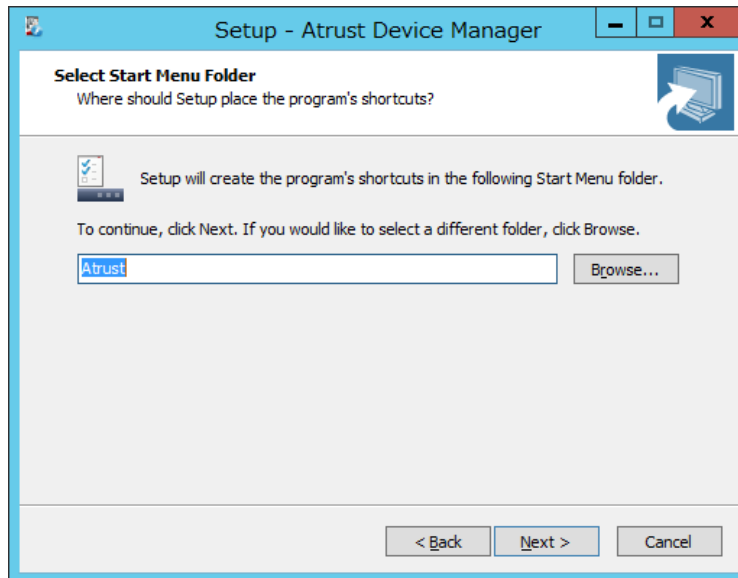 Setup - Atrust Device Manager
Select Start Menu Folder
Where should Setup place the program's shortcuts?
Setup will create the program's shortcuts in the following Start Menu folder.
To continue, click Next. If you would like to select a different folder, click Browse.
Atrust
Browse...
< Back
Next >
Cancel